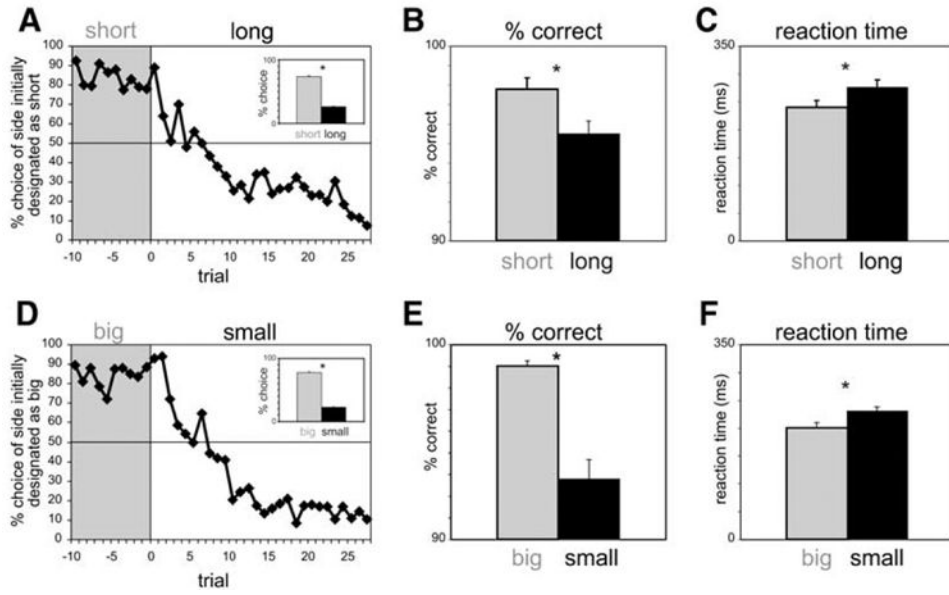 A
short
long
% choice of side initially
designated as short
100
90
80
70
60
50
40
30
20
10
0
-10
-5
0
5
10
15
20
25
trial
100
% choice
0
*
short long
B
% correct
100
% correct
90
*
short long
C
reaction time
350
reaction time (ms)
0
*
short long
D
big
small
% choice of side initially
designated as big
100
90
80
70
60
50
40
30
20
10
0
-10
-5
0
5
10
15
20
25
trial
100
% choice
0
*
big small
E
% correct
100
% correct
90
*
big small
F
reaction time
350
reaction time (ms)
0
*
big small